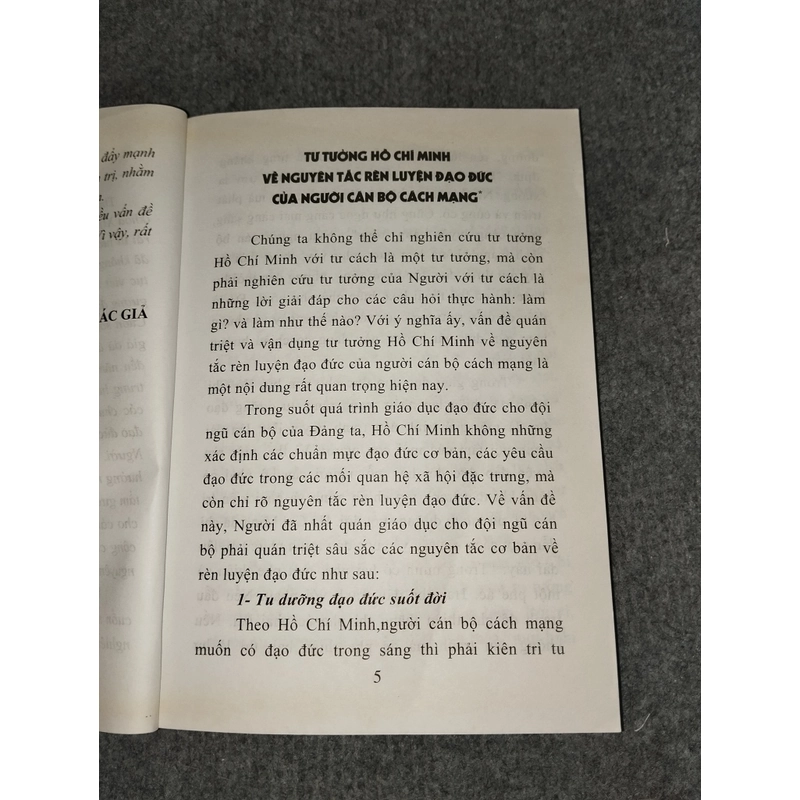 đẩy mạnh
trị, nhằm
vấn đề
vậy, rất
GIẢ
TƯ TƯỞNG HỒ CHÍ MINH
VỀ NGUYÊN TẮC RÈN LUYỆN ĐẠO ĐỨC
CỦA NGƯỜI CÁN BỘ CÁCH MẠNG*
Chúng ta không thể chỉ nghiên cứu tư tưởng
Hồ Chí Minh với tư cách là một tư tưởng, mà còn
phải nghiên cứu tư tưởng của Người với tư cách là
những lời giải đáp cho các câu hỏi thực hành: làm
gì? và làm như thế nào? Với ý nghĩa ấy, vấn đề quán
triệt và vận dụng tư tưởng Hồ Chí Minh về nguyên
tắc rèn luyện đạo đức của người cán bộ cách mạng là
một nội dung rất quan trọng hiện nay.
Trong suốt quá trình giáo dục đạo đức cho đội
ngũ cán bộ của Đảng ta, Hồ Chí Minh không những
xác định các chuẩn mực đạo đức cơ bản, các yêu cầu
đạo đức trong các mối quan hệ xã hội đặc trưng, mà
còn chỉ rõ nguyên tắc rèn luyện đạo đức. Về vấn đề
này, Người đã nhất quán giáo dục cho đội ngũ cán
bộ phải quán triệt sâu sắc các nguyên tắc cơ bản về
rèn luyện đạo đức như sau:
1- Tu dưỡng đạo đức suốt đời
Theo Hồ Chí Minh,người cán bộ cách mạng
muốn có đạo đức trong sáng thì phải kiên trì tu
5